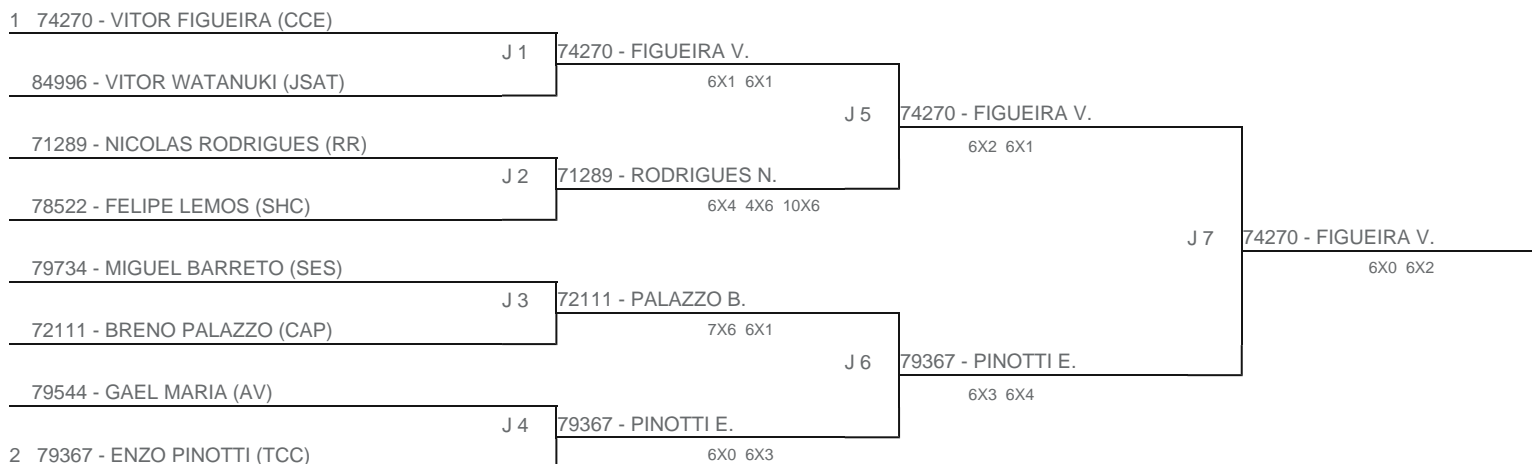 1 74270 - VITOR FIGUEIRA (CCE)
J 1
84996 - VITOR WATANUKI (JSAT)
71289 - NICOLAS RODRIGUES (RR)
J 2
78522 - FELIPE LEMOS (SHC)
79734 - MIGUEL BARRETO (SES)
J 3
72111 - BRENO PALAZZO (CAP)
79544 - GAEL MARIA (AV)
J 4
2 79367 - ENZO PINOTTI (TCC)
74270 - FIGUEIRA V.
6X1 6X1
J 5
71289 - RODRIGUES N.
6X4 4X6 10X6
72111 - PALAZZO B.
7X6 6X1
J 6
79367 - PINOTTI E.
6X0 6X3
74270 - FIGUEIRA V.
6X2 6X1
J 7
79367 - PINOTTI E.
6X3 6X4
74270 - FIGUEIRA V.
6X0 6X2